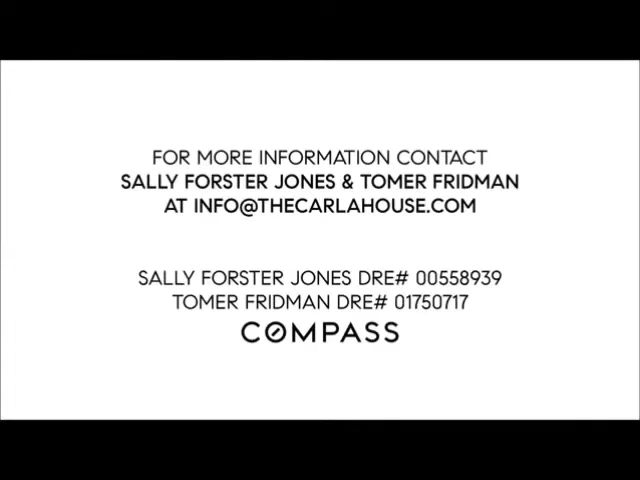 FOR MORE INFORMATION CONTACT
SALLY FORSTER JONES & TOMER FRIDMAN
AT INFO@THECARLAHOUSE.COM
SALLY FORSTER JONES DRE# 00558939
TOMER FRIDMAN DRE# 01750717
COMPASS